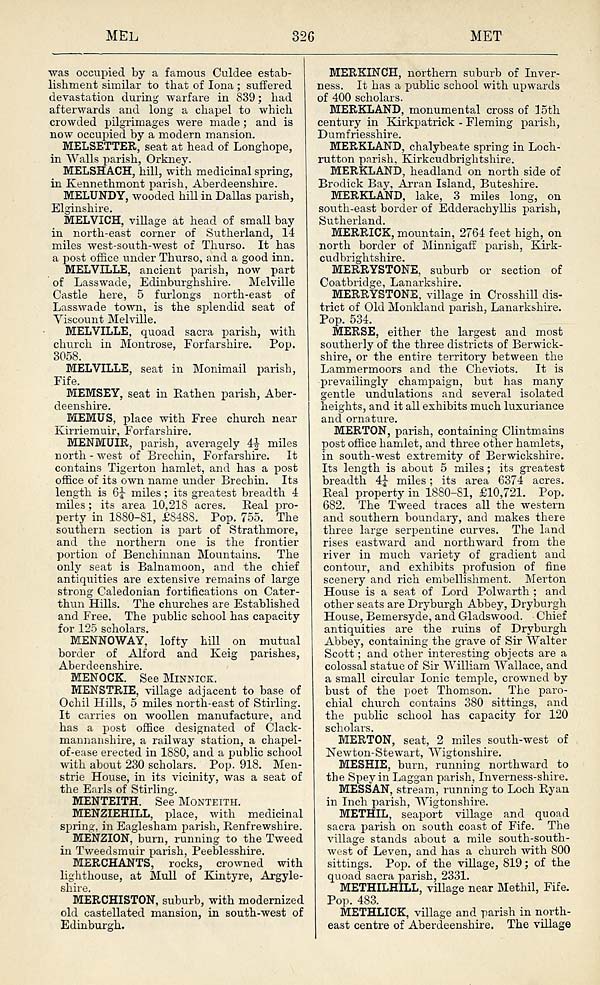 MEL 326 MET
was occupied by a famous Culdee estab-
lishment similar to that of Iona; suffered
devastation during warfare in 839; had
afterwards and long a chapel to which
crowded pilgrimages were made; and is
now occupied by a modern mansion.
MELSETTER, seat at head of Longhope,
in Walls parish, Orkney.
MELSHACH, hill, with medicinal spring,
in Kennethmont parish, Aberdeenshire.
MELUNDY, wooded hill in Dallas parish,
Elginshire.
MELVICH, village at head of small bay
in north-east corner of Sutherland, 14
miles west-south-west of Thurso. It has
a post office under Thurso, and a good inn.
MELVILLE, ancient parish, now part
of Lasswade, Edinburghshire. Melville
Castle here, 5 furlongs north-east of
Lasswade town, is the splendid seat of
Viscount Melville.
MELVILLE, quoad sacra parish, with
church in Montrose, Forfarshire. Pop.
3058.
MELVILLE, seat in Monimail parish,
Fife.
MEMSEY, seat in Rathen parish, Aber-
deenshire.
MEMUS, place with Free church near
Kirriemuir, Forfarshire.
MENMUIR, parish, averagely 4½ miles
north-west of Brechin, Forfarshire. It
contains Tigerton hamlet, and has a post
office of its own name under Brechin. Its
length is 6¼ miles; its greatest breadth 4
miles; its area 10,218 acres. Real pro-
perty in 1880-81, £8488. Pop. 755. The
southern section is part of Strathmore,
and the northern one is the frontier
portion of Benchinnan Mountains. The
only seat is Balnamoon, and the chief
antiquities are extensive remains of large
strong Caledonian fortifications on Cater-
thun Hills. The churches are Established
and Free. The public school has capacity
for 125 scholars.
MENNOWAY, lofty hill on mutual
border of Alford and Keig parishes,
Aberdeenshire.
MENOCK. See MINNICK.
MENSTRIE, village adjacent to base of
Ochil Hills, 5 miles north-east of Stirling.
It carries on woollen manufacture, and
has a post office designated of Clack-
mannanshire, a railway station, a chapel-
of-ease erected in 1880, and a public school
with about 230 scholars. Pop. 918. Men-
strie House, in its vicinity, was a seat of
the Earls of Stirling.
MENTEITH. See MONTEITH.
MENZIEHILL, place, with medicinal
spring, in Eaglesham parish, Renfrewshire.
MENZION, burn, running to the Tweed
in Tweedsmuir parish, Peeblesshire.
MERCHANTS, rocks, crowned with
lighthouse, at Mull of Kintyre, Argyle-
shire.
MERCHISTON, suburb, with modernized
old castellated mansion, in south-west of
Edinburgh.
MERKINCH, northern suburb of Inver-
ness. It has a public school with upwards
of 400 scholars.
MERKLAND, monumental cross of 15th
century in Kirkpatrick-Fleming parish,
Dumfriesshire.
MERKLAND, chalybeate spring in Loch-
rutton parish, Kirkcudbrightshire.
MERKLAND, headland on north side of
Brodick Bay, Arran Island, Buteshire.
MERKLAND, lake, 3 miles long, on
south-east border of Edderachyllis parish,
Sutherland.
MERRICK, mountain, 2764 feet high, on
north border of Minnigaff parish, Kirk-
cudbrightshire.
MERRYSTONE, suburb or section of
Coatbridge, Lanarkshire.
MERRYSTONE, village in Crosshill dis-
trict of Old Monkland parish, Lanarkshire.
Pop. 534.
MERSE, either the largest and most
southerly of the three districts of Berwick-
shire, or the entire territory between the
Lammermoors and the Cheviots. It is
prevailingly champaign, but has many
gentle undulations and several isolated
heights, and it all exhibits much luxuriance
and ornature.
MERTON, parish, containing Clintmains
post office hamlet, and three other hamlets,
in south-west extremity of Berwickshire.
Its length is about 5 miles; its greatest
breadth 4¼ miles; its area 6374 acres.
Real property in 1880-81, £10,721. Pop.
682. The Tweed traces all the western
and southern boundary, and makes there
three large serpentine curves. The land
rises eastward and northward from the
river in much variety of gradient and
contour, and exhibits profusion of fine
scenery and rich embellishment. Merton
House is a seat of Lord Polwarth; and
other seats are Dryburgh Abbey, Dryburgh
House, Bemersyde, and Gladswood. Chief
antiquities are the ruins of Dryburgh
Abbey, containing the grave of Sir Walter
Scott; and other interesting objects are a
colossal statue of Sir William Wallace, and
a small circular Ionic temple, crowned by
bust of the poet Thomson. The paro-
chial church contains 380 sittings, and
the public school has capacity for 120
scholars.
MERTON, seat, 2 miles south-west of
Newton-Stewart, Wigtonshire.
MESHIE, burn, running northward to
the Spey in Laggan parish, Inverness-shire.
MESSAN, stream, running to Loch Ryan
in Inch parish, Wigtonshire.
METHIL, seaport village and quoad
sacra parish on south coast of Fife. The
village stands about a mile south-south-
west of Leven, and has a church with 800
sittings. Pop. of the village, 819; of the
quoad sacra parish, 2331.
METHILHILL, village near Methil, Fife.
Pop. 483.
METHLICK, village and parish in north-
east centre of Aberdeenshire. The village